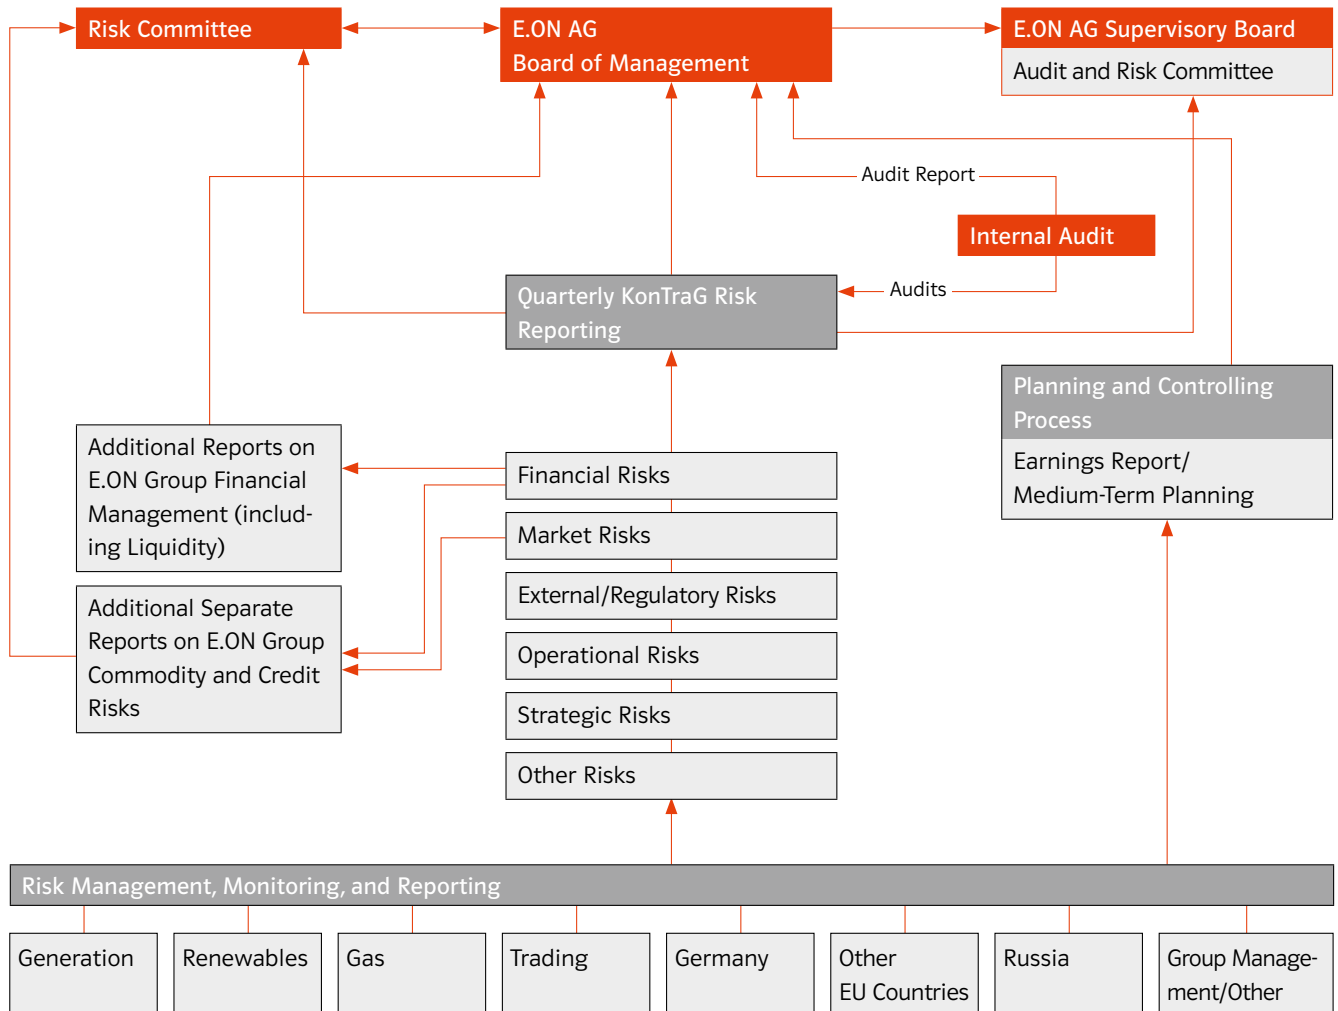 Risk Committee
E.ON AG
Board of Management
E.ON AG Supervisory Board
Audit and Risk Committee
Audit Report
Internal Audit
Audits
Quarterly KonTraG Risk
Reporting
Planning and Controlling
Process
Earnings Report/
Medium-Term Planning
Additional Reports on
E.ON Group Financial
Management (includ-
ing Liquidity)
Additional Separate
Reports on E.ON Group
Commodity and Credit
Risks
Financial Risks
Market Risks
External/Regulatory Risks
Operational Risks
Strategic Risks
Other Risks
Risk Management, Monitoring, and Reporting
Generation
Renewables
Gas
Trading
Germany
Other
EU Countries
Russia
Group Manage-
ment/Other